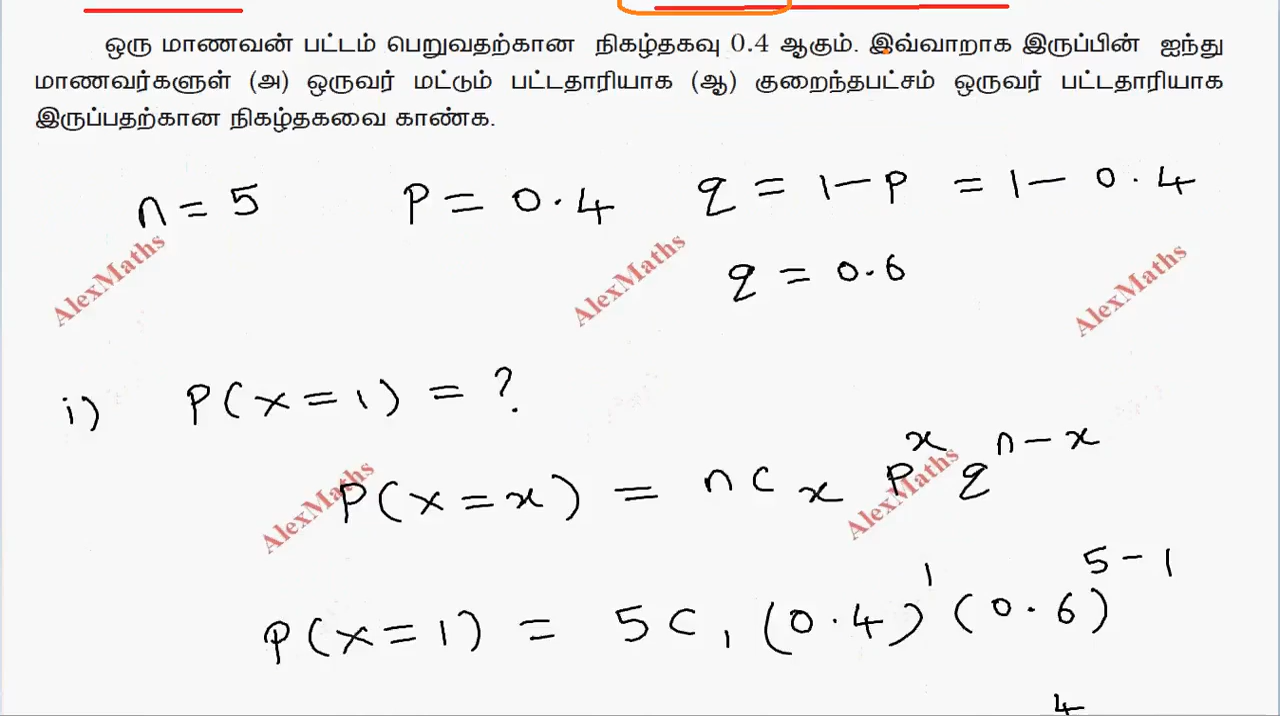 ஒரு மாணவன் பட்டம் பெறுவதற்கான நிகழ்தகவு 0.4 ஆகும். இவ்வாறாக இருப்பின் ஐந்து
மாணவர்களுள் (அ) ஒருவர் மட்டும் பட்டதாரியாக (ஆ) குறைந்தபட்சம் ஒருவர் பட்டதாரியாக
இருப்பதற்கான நிகழ்தகவை காண்க.
n = 5 P = 0.4 q = 1 - P = 1 - 0.4
q = 0.6
AlexMaths AlexMaths AlexMaths
i) P(x = 1) = ?
P(x = x) = nC x P^x q^n - x
AlexMaths AlexMaths
P(x = 1) = 5C1 (0.4)^1 (0.6)^5 - 1
4